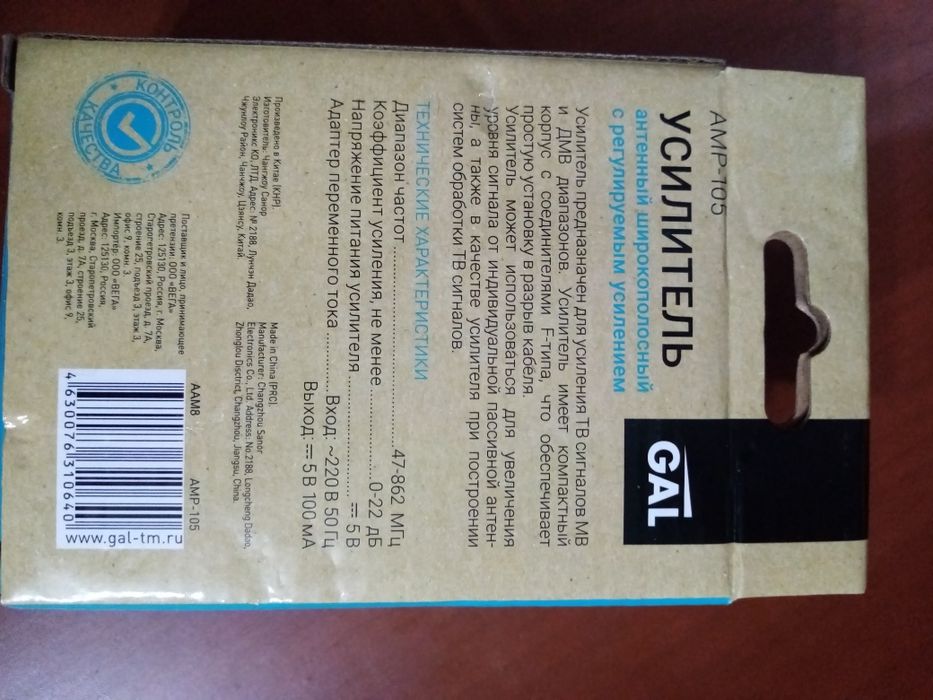 AMP-105
УСИЛИТЕЛЬ
антенный широкополосный
с регулируемым усилением
GAL
Усилитель предназначен для усиления ТВ сигналов МВ
и ДМВ диапазонов. Усилитель имеет компактный
корпус с соединителями F-типа, что обеспечивает
простую установку в разрыв кабеля.
Усилитель может использоваться для увеличения
уровня сигнала от индивидуальной пассивной антен-
ны, а также в качестве усилителя при построении
систем обработки ТВ сигналов.
ТЕХНИЧЕСКИЕ ХАРАКТЕРИСТИКИ
Диапазон частот ........................ 47-862 МГц
Коэффициент усиления, не менее ............ 0-22 дБ
Напряжение питания усилителя ............... ⎓ 5 В
Адаптер переменного тока ......... Вход: ~220 В 50 Гц
Выход: ⎓ 5 В 100 мА
Произведено в Китае (КНР).
Изготовитель: Чангжоу Санор
Электроникс КО, ЛТД. Адрес: № 2188, Лунчэн Дадао,
Чжунлоу Район, Чанчжоу, Цзянсу, Китай.
Made in China (PRC).
Manufacturer: Changzhou Sanor
Electronics Co., Ltd. Address: No.2188, Longcheng Dadao,
Zhonglou Disctrict, Changzhou, Jiangsu, China.
КОНТРОЛЬ
КАЧЕСТВА
Поставщик и лицо, принимающее
претензии: ООО «ВЕГА»
Адрес: 125130, Россия, г. Москва,
Старопетровский проезд, д. 7А,
строение 25, подъезд 3, этаж 3,
офис 9, комн. 3.
Импортер: ООО «ВЕГА»
Адрес: 125130, Россия,
г. Москва, Старопетровский
проезд, д. 7А, строение 25,
подъезд 3, этаж 3, офис 9,
комн. 3.
AAM8
AMP-105
4630076310640
www.gal-tm.ru